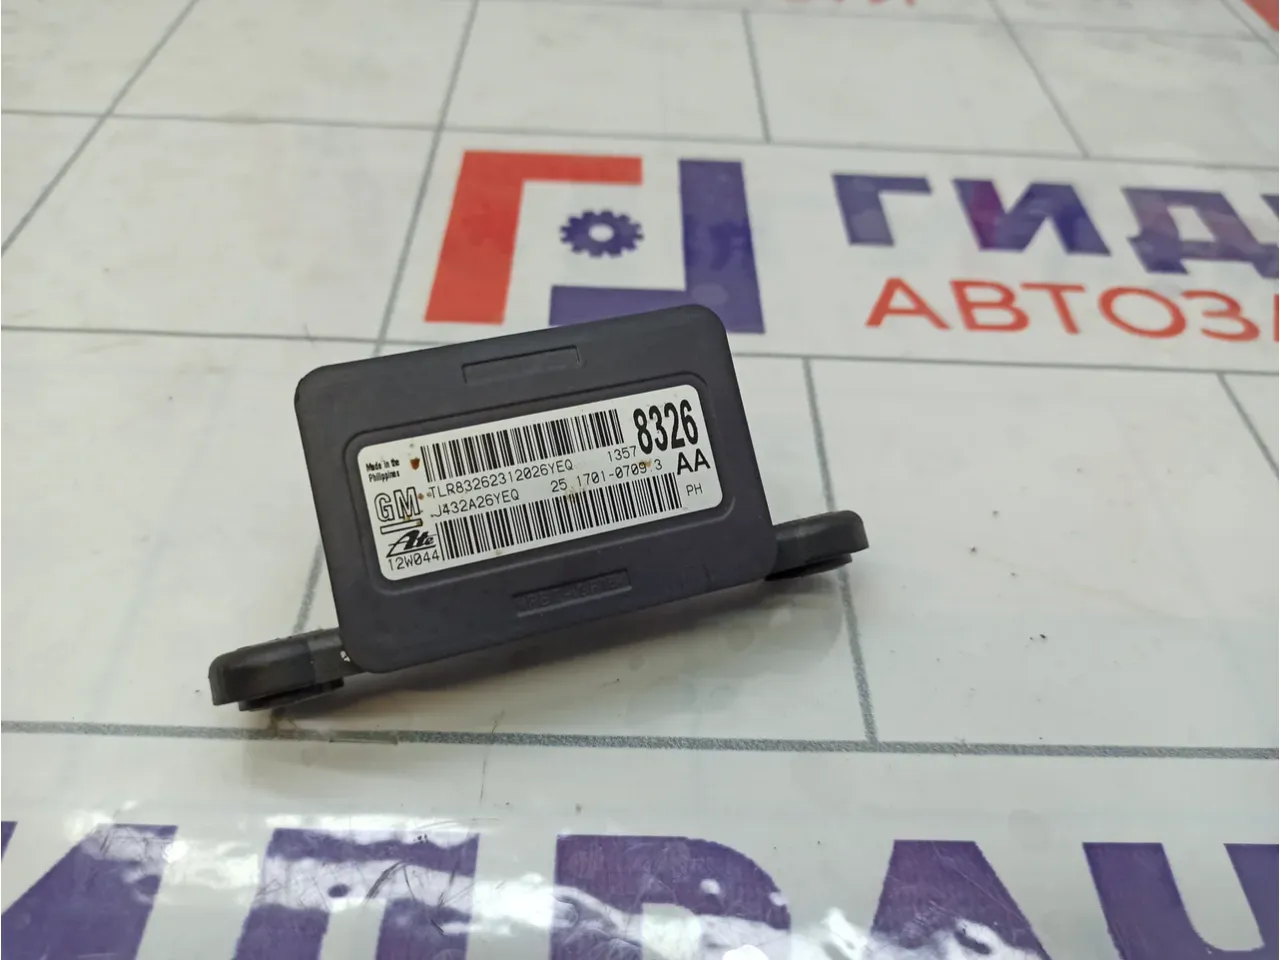 ГИД
АВТОЗА
Made in the
Philippines
1357 8326
TLR83262312026YEQ
AA
GM
J432A26YEQ
25.1701-0709.3
Ate
12W044
PH